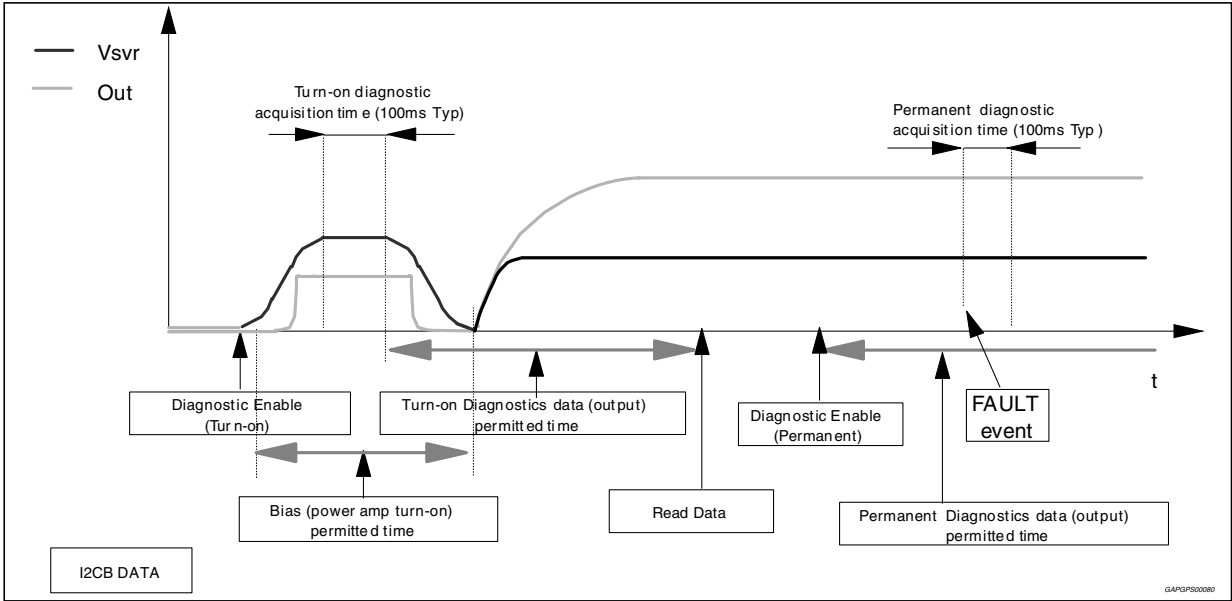 Vsvr
Out
Turn-on diagnostic
acquisition time (100ms Typ)
Permanent diagnostic
acquisition time (100ms Typ)
t
Diagnostic Enable
(Turn-on)
Turn-on Diagnostics data (output)
permitted time
Diagnostic Enable
(Permanent)
FAULT
event
Bias (power amp turn-on)
permitted time
Read Data
Permanent Diagnostics data (output)
permitted time
I2CB DATA
GAPGPS00080